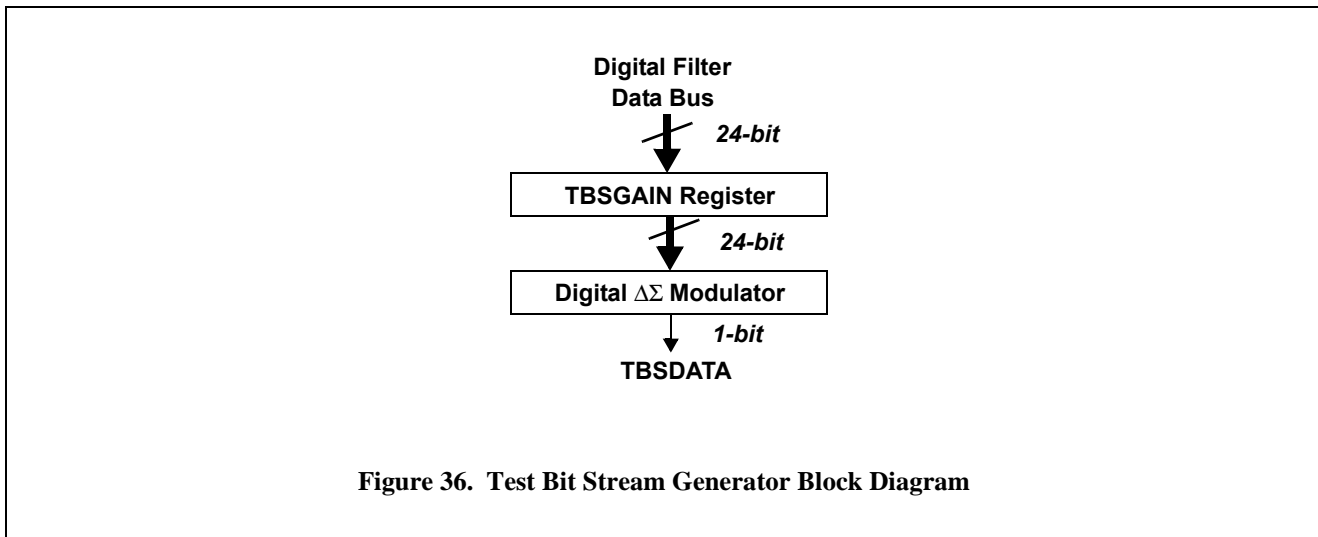 Digital Filter
Data Bus
24-bit
TBSGAIN Register
24-bit
Digital ΔΣ Modulator
1-bit
TBSDATA
Figure 36. Test Bit Stream Generator Block Diagram